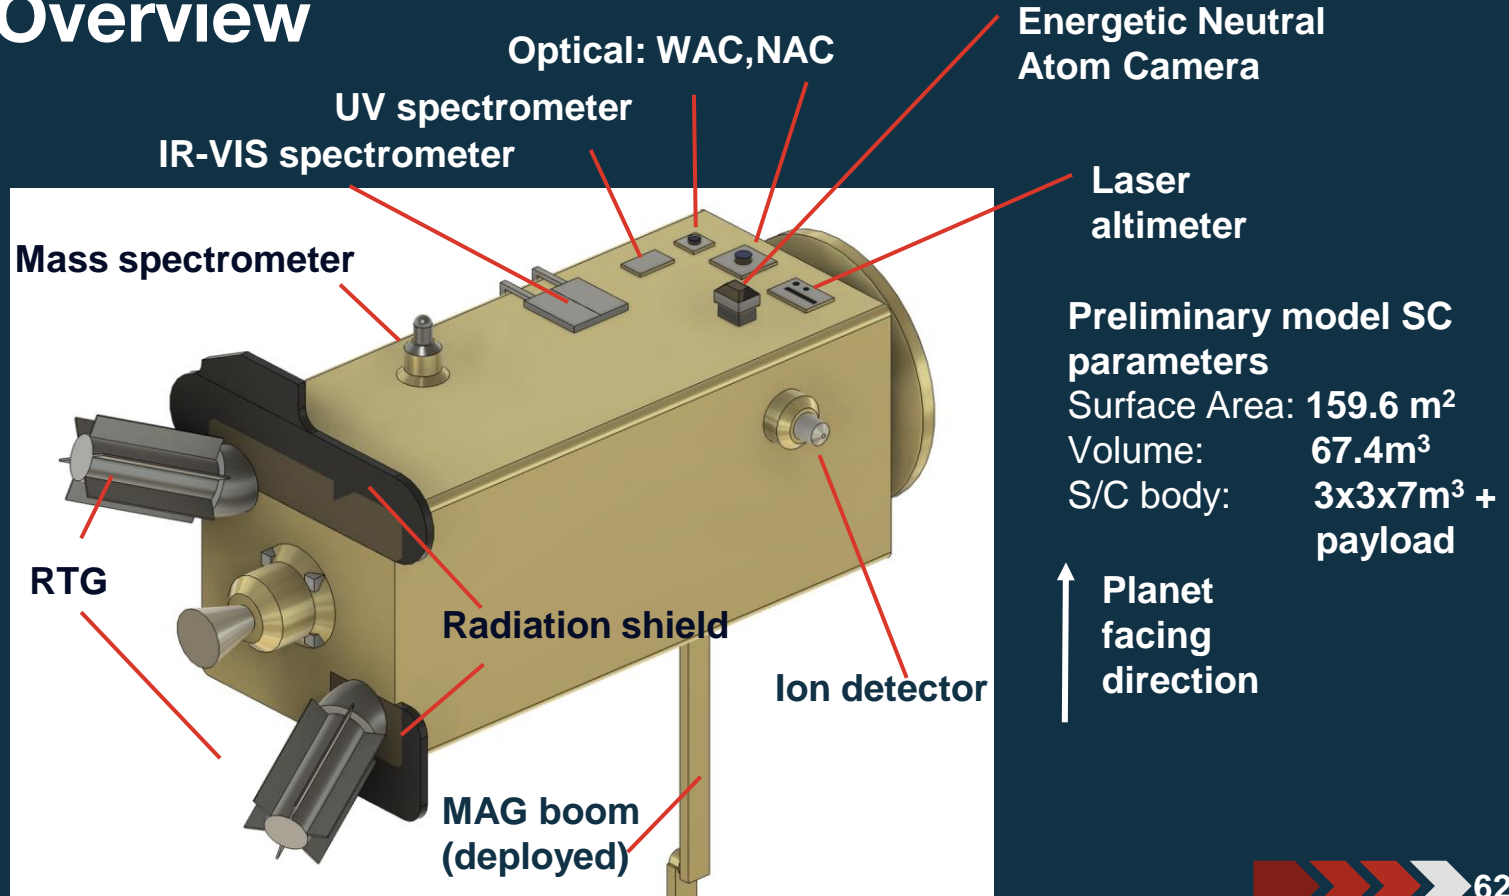 Overview
Optical: WAC,NAC
Energetic Neutral
Atom Camera
UV spectrometer
IR-VIS spectrometer
Laser
altimeter
Mass spectrometer
Preliminary model SC
parameters
Surface Area: 159.6 m²
Volume: 67.4m³
S/C body: 3x3x7m³ +
payload
RTG
Radiation shield
Ion detector
Planet
facing
direction
MAG boom
(deployed)
62